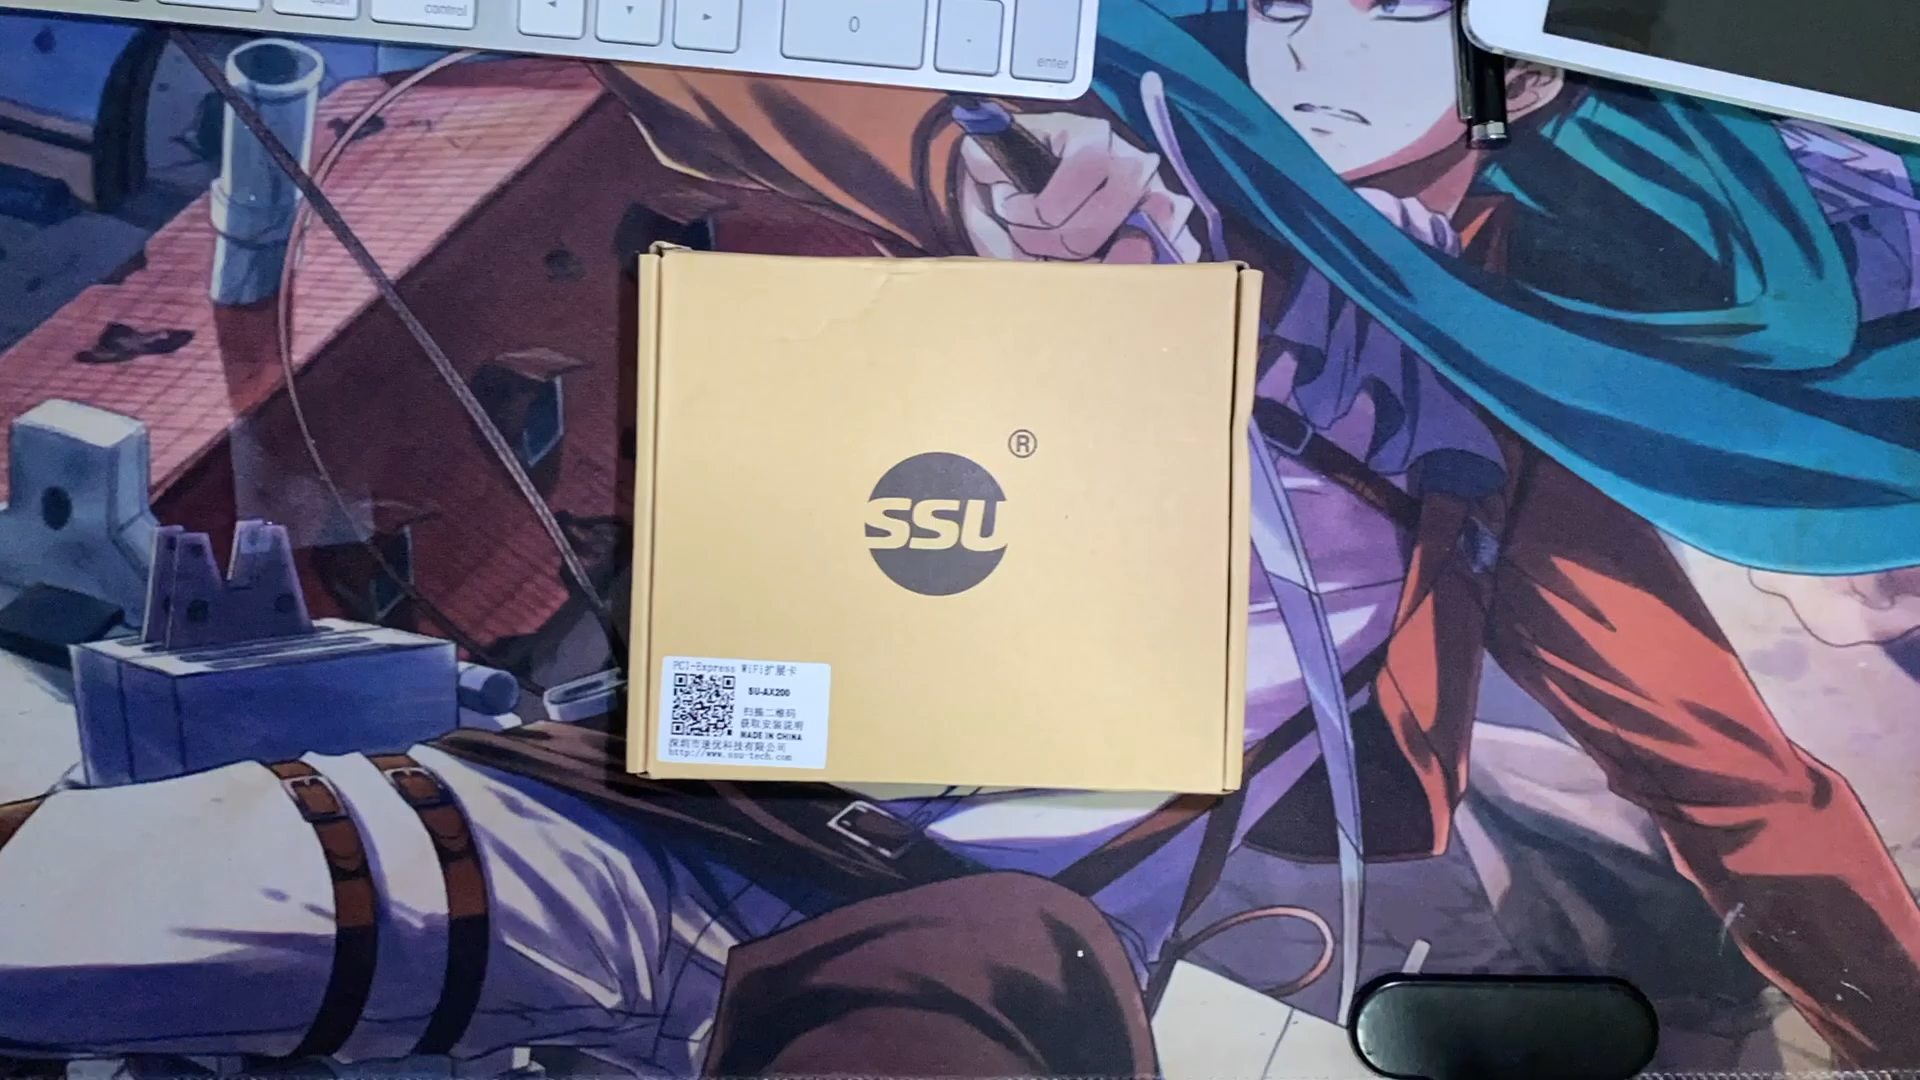 option
control
0
.
enter
®
SSU
PCI-Express WiFi扩展卡
SU-AX200
扫描二维码
获取安装说明
MADE IN CHINA
深圳市速优科技有限公司
http://www.ssu-tech.com